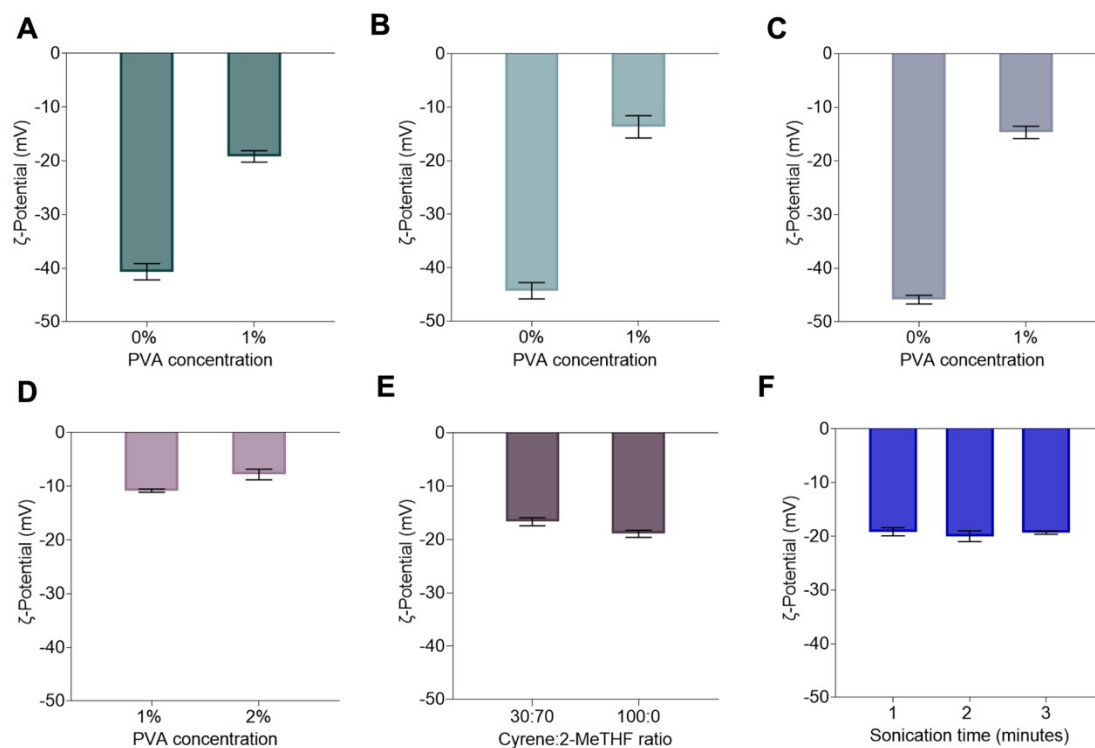 A
ζ-Potential (mV)
0
-10
-20
-30
-40
-50
0% 1%
PVA concentration
B
ζ-Potential (mV)
0
-10
-20
-30
-40
-50
0% 1%
PVA concentration
C
ζ-Potential (mV)
0
-10
-20
-30
-40
-50
0% 1%
PVA concentration
D
ζ-Potential (mV)
0
-10
-20
-30
-40
-50
1% 2%
PVA concentration
E
ζ-Potential (mV)
0
-10
-20
-30
-40
-50
30:70 100:0
Cyrene:2-MeTHF ratio
F
ζ-Potential (mV)
0
-10
-20
-30
-40
-50
1 2 3
Sonication time (minutes)